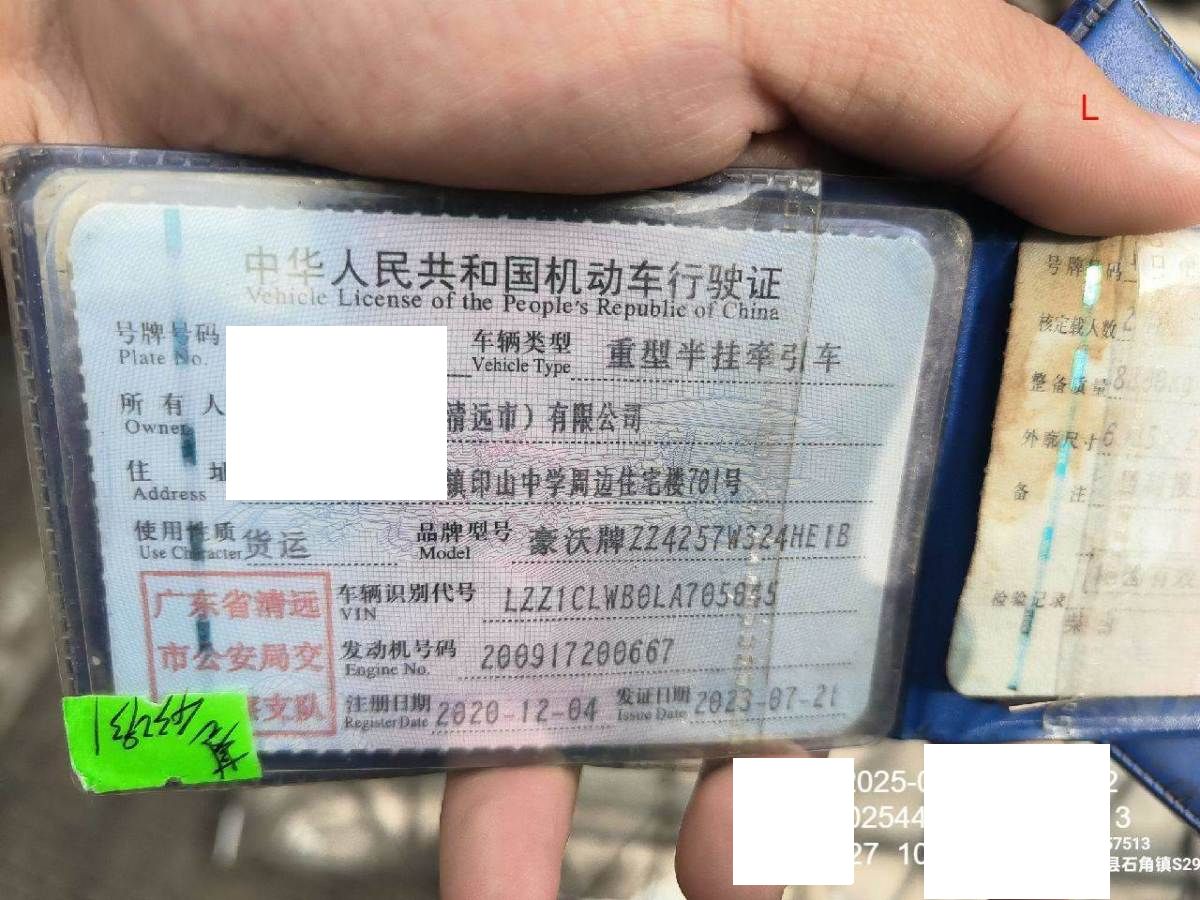 L
中华人民共和国机动车行驶证
Vehicle License of the People's Republic of China
号牌号码
Plate No.
车辆类型 重型半挂牵引车
Vehicle Type
所有人 清远市）有限公司
Owner
住 址 镇印山中学周边住宅楼701号
Address
使用性质 货运
Use Character
品牌型号 豪沃牌ZZ4257W324HE1B
Model
广东省清远
市公安局交
支队
车辆识别代号 LZZ1CLWB0LA705845
VIN
发动机号码 200917200667
Engine No.
注册日期 2020-12-04
Register Date
发证日期 2023-07-21
Issue Date
号牌号码
核定载人数 2
整备质量
外廓尺寸 6
备 注
检验记录
2025-0 2
02544 3
27 10 57513
县石角镇S29